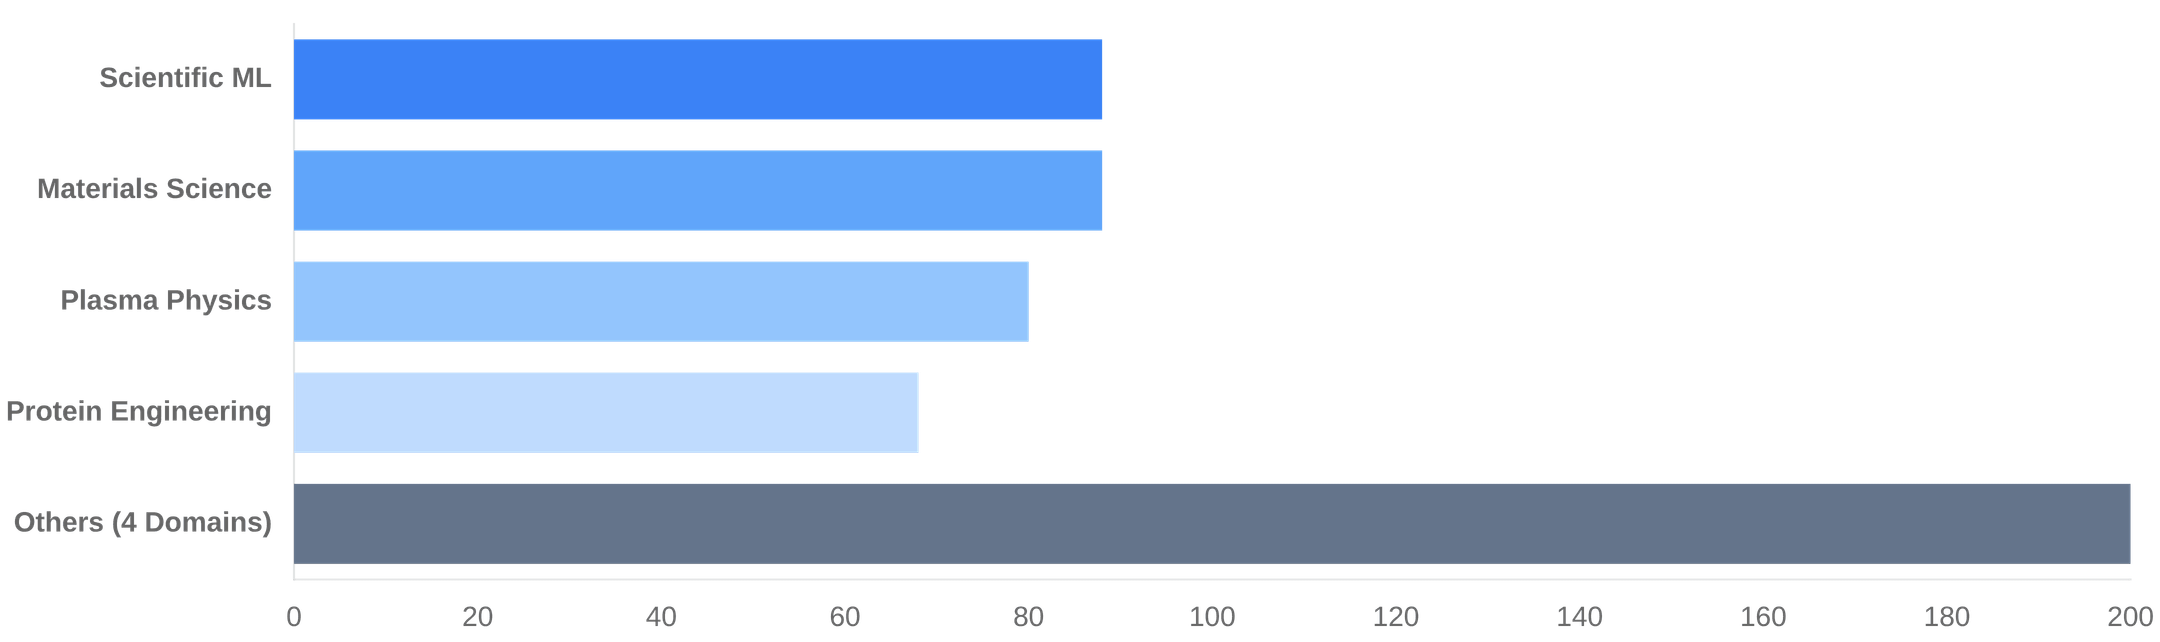 Scientific ML
Materials Science
Plasma Physics
Protein Engineering
Others (4 Domains)
0 20 40 60 80 100 120 140 160 180 200